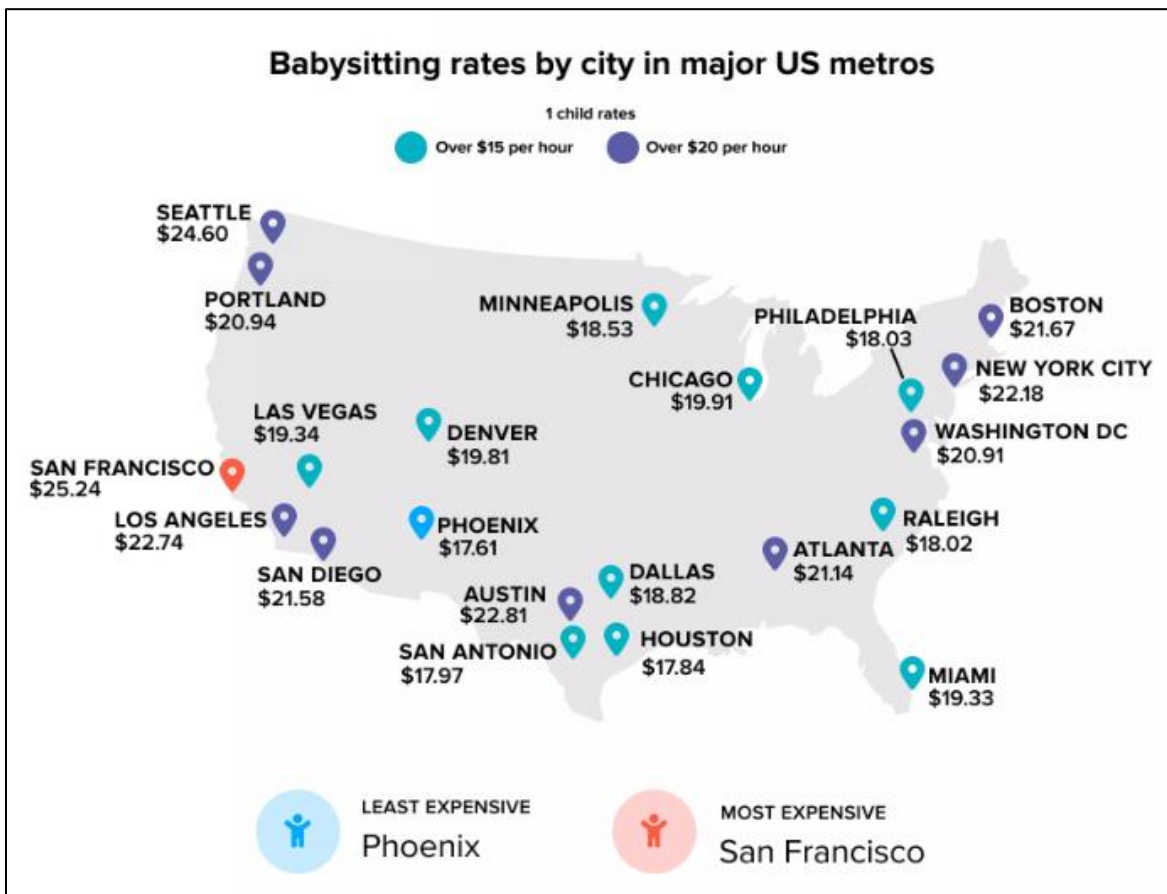 Babysitting rates by city in major US metros
1 child rates
Over $15 per hour
Over $20 per hour
SEATTLE
$24.60
PORTLAND
$20.94
MINNEAPOLIS
$18.53
PHILADELPHIA
$18.03
BOSTON
$21.67
NEW YORK CITY
$22.18
CHICAGO
$19.91
LAS VEGAS
$19.34
DENVER
$19.81
WASHINGTON DC
$20.91
SAN FRANCISCO
$25.24
LOS ANGELES
$22.74
PHOENIX
$17.61
RALEIGH
$18.02
SAN DIEGO
$21.58
ATLANTA
$21.14
DALLAS
$18.82
AUSTIN
$22.81
HOUSTON
$17.84
SAN ANTONIO
$17.97
MIAMI
$19.33
LEAST EXPENSIVE
Phoenix
MOST EXPENSIVE
San Francisco